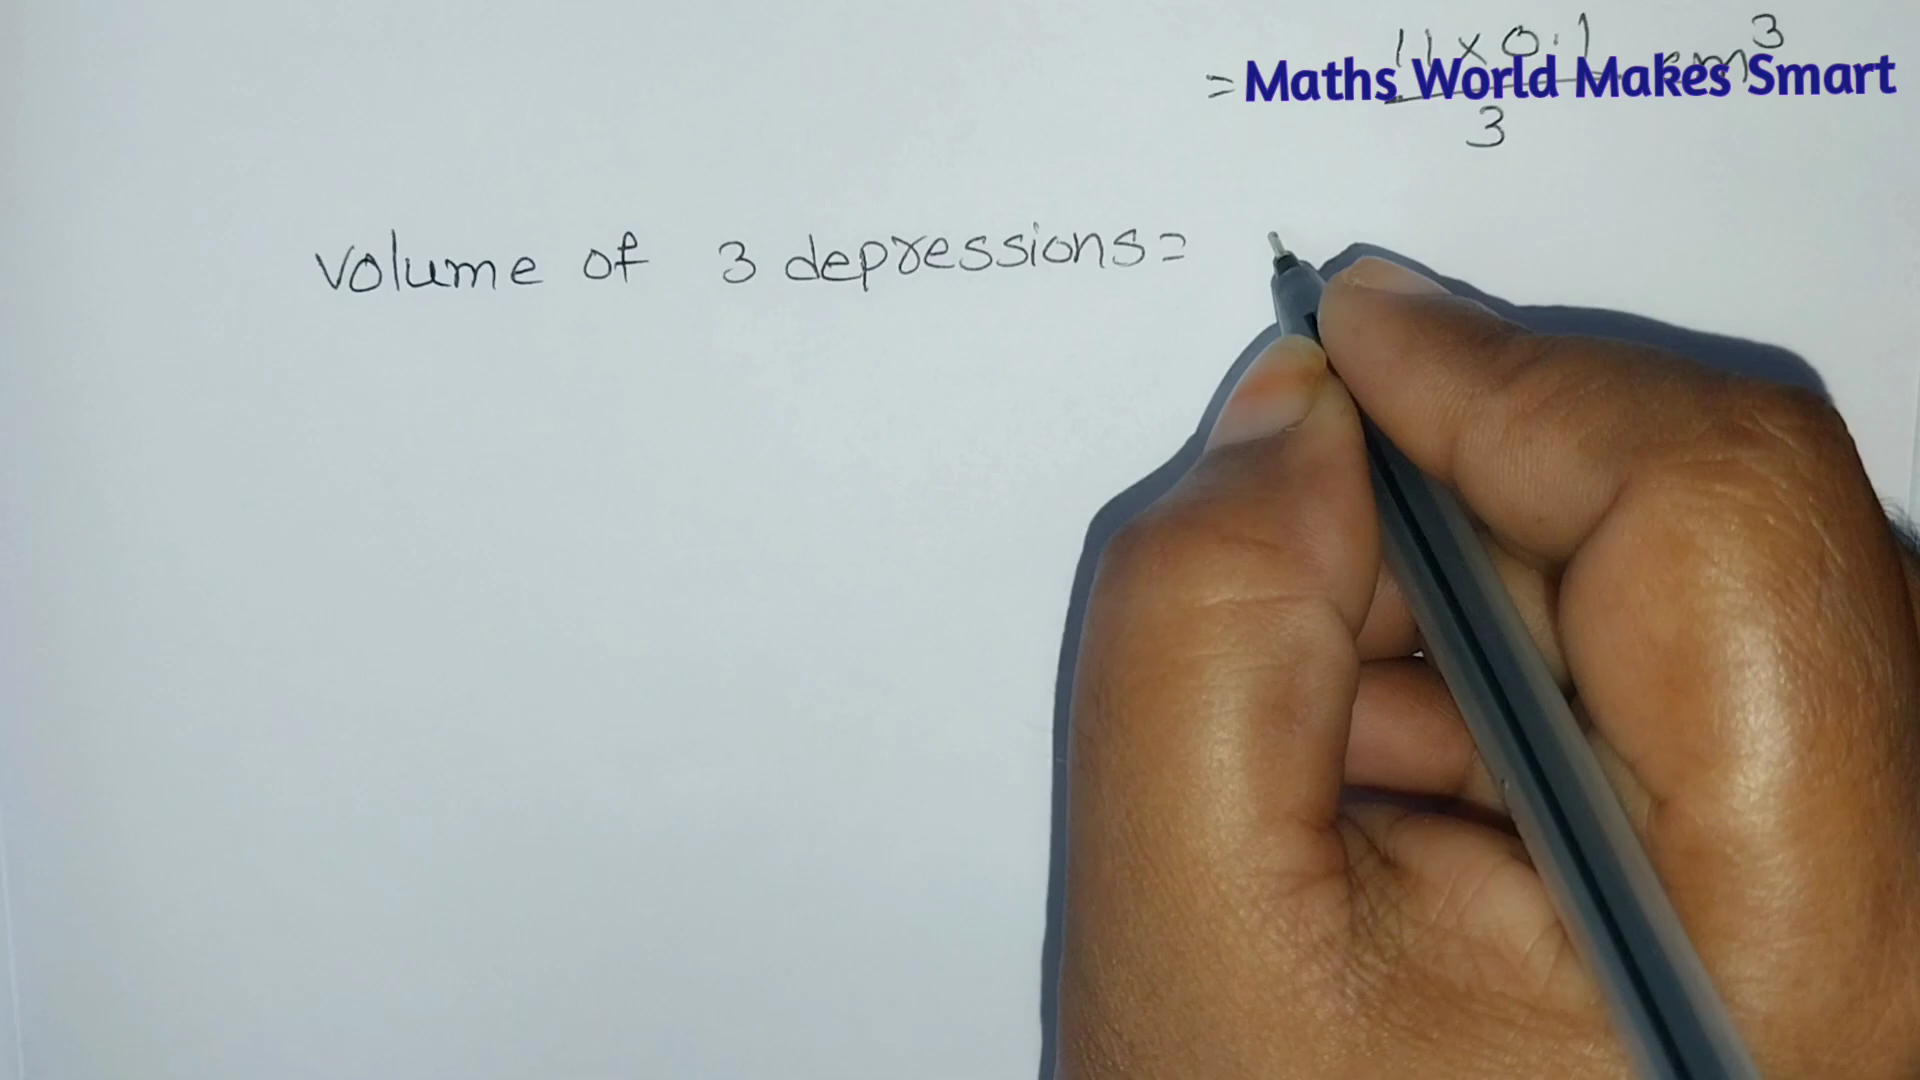 = 11 × 0.1 / 3 cm³
Maths World Makes Smart
volume of 3 depressions =